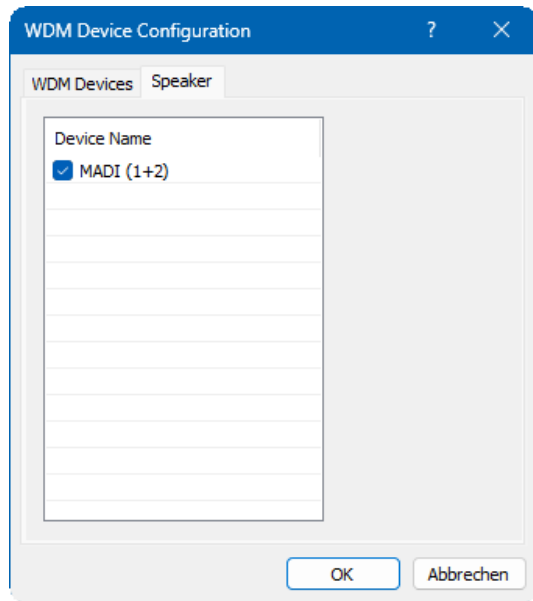 WDM Device Configuration ?
WDM Devices Speaker
Device Name
MADI (1+2)
OK Abbrechen